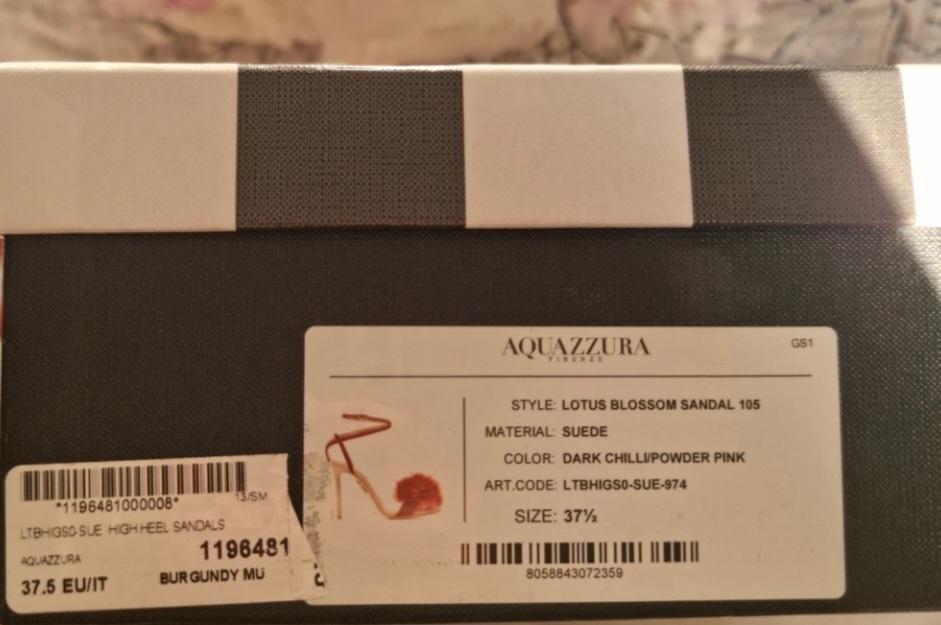 AQUAZZURA
FIRENZE
GS1
STYLE: LOTUS BLOSSOM SANDAL 105
MATERIAL: SUEDE
COLOR: DARK CHILLI/POWDER PINK
ART.CODE: LTBHIGS0-SUE-974
SIZE: 37½
8058843072359
*1196481000008*
13/SM
LTBHIGS0-SUE HIGH HEEL SANDALS
AQUAZZURA
1196481
37.5 EU/IT
BURGUNDY MU